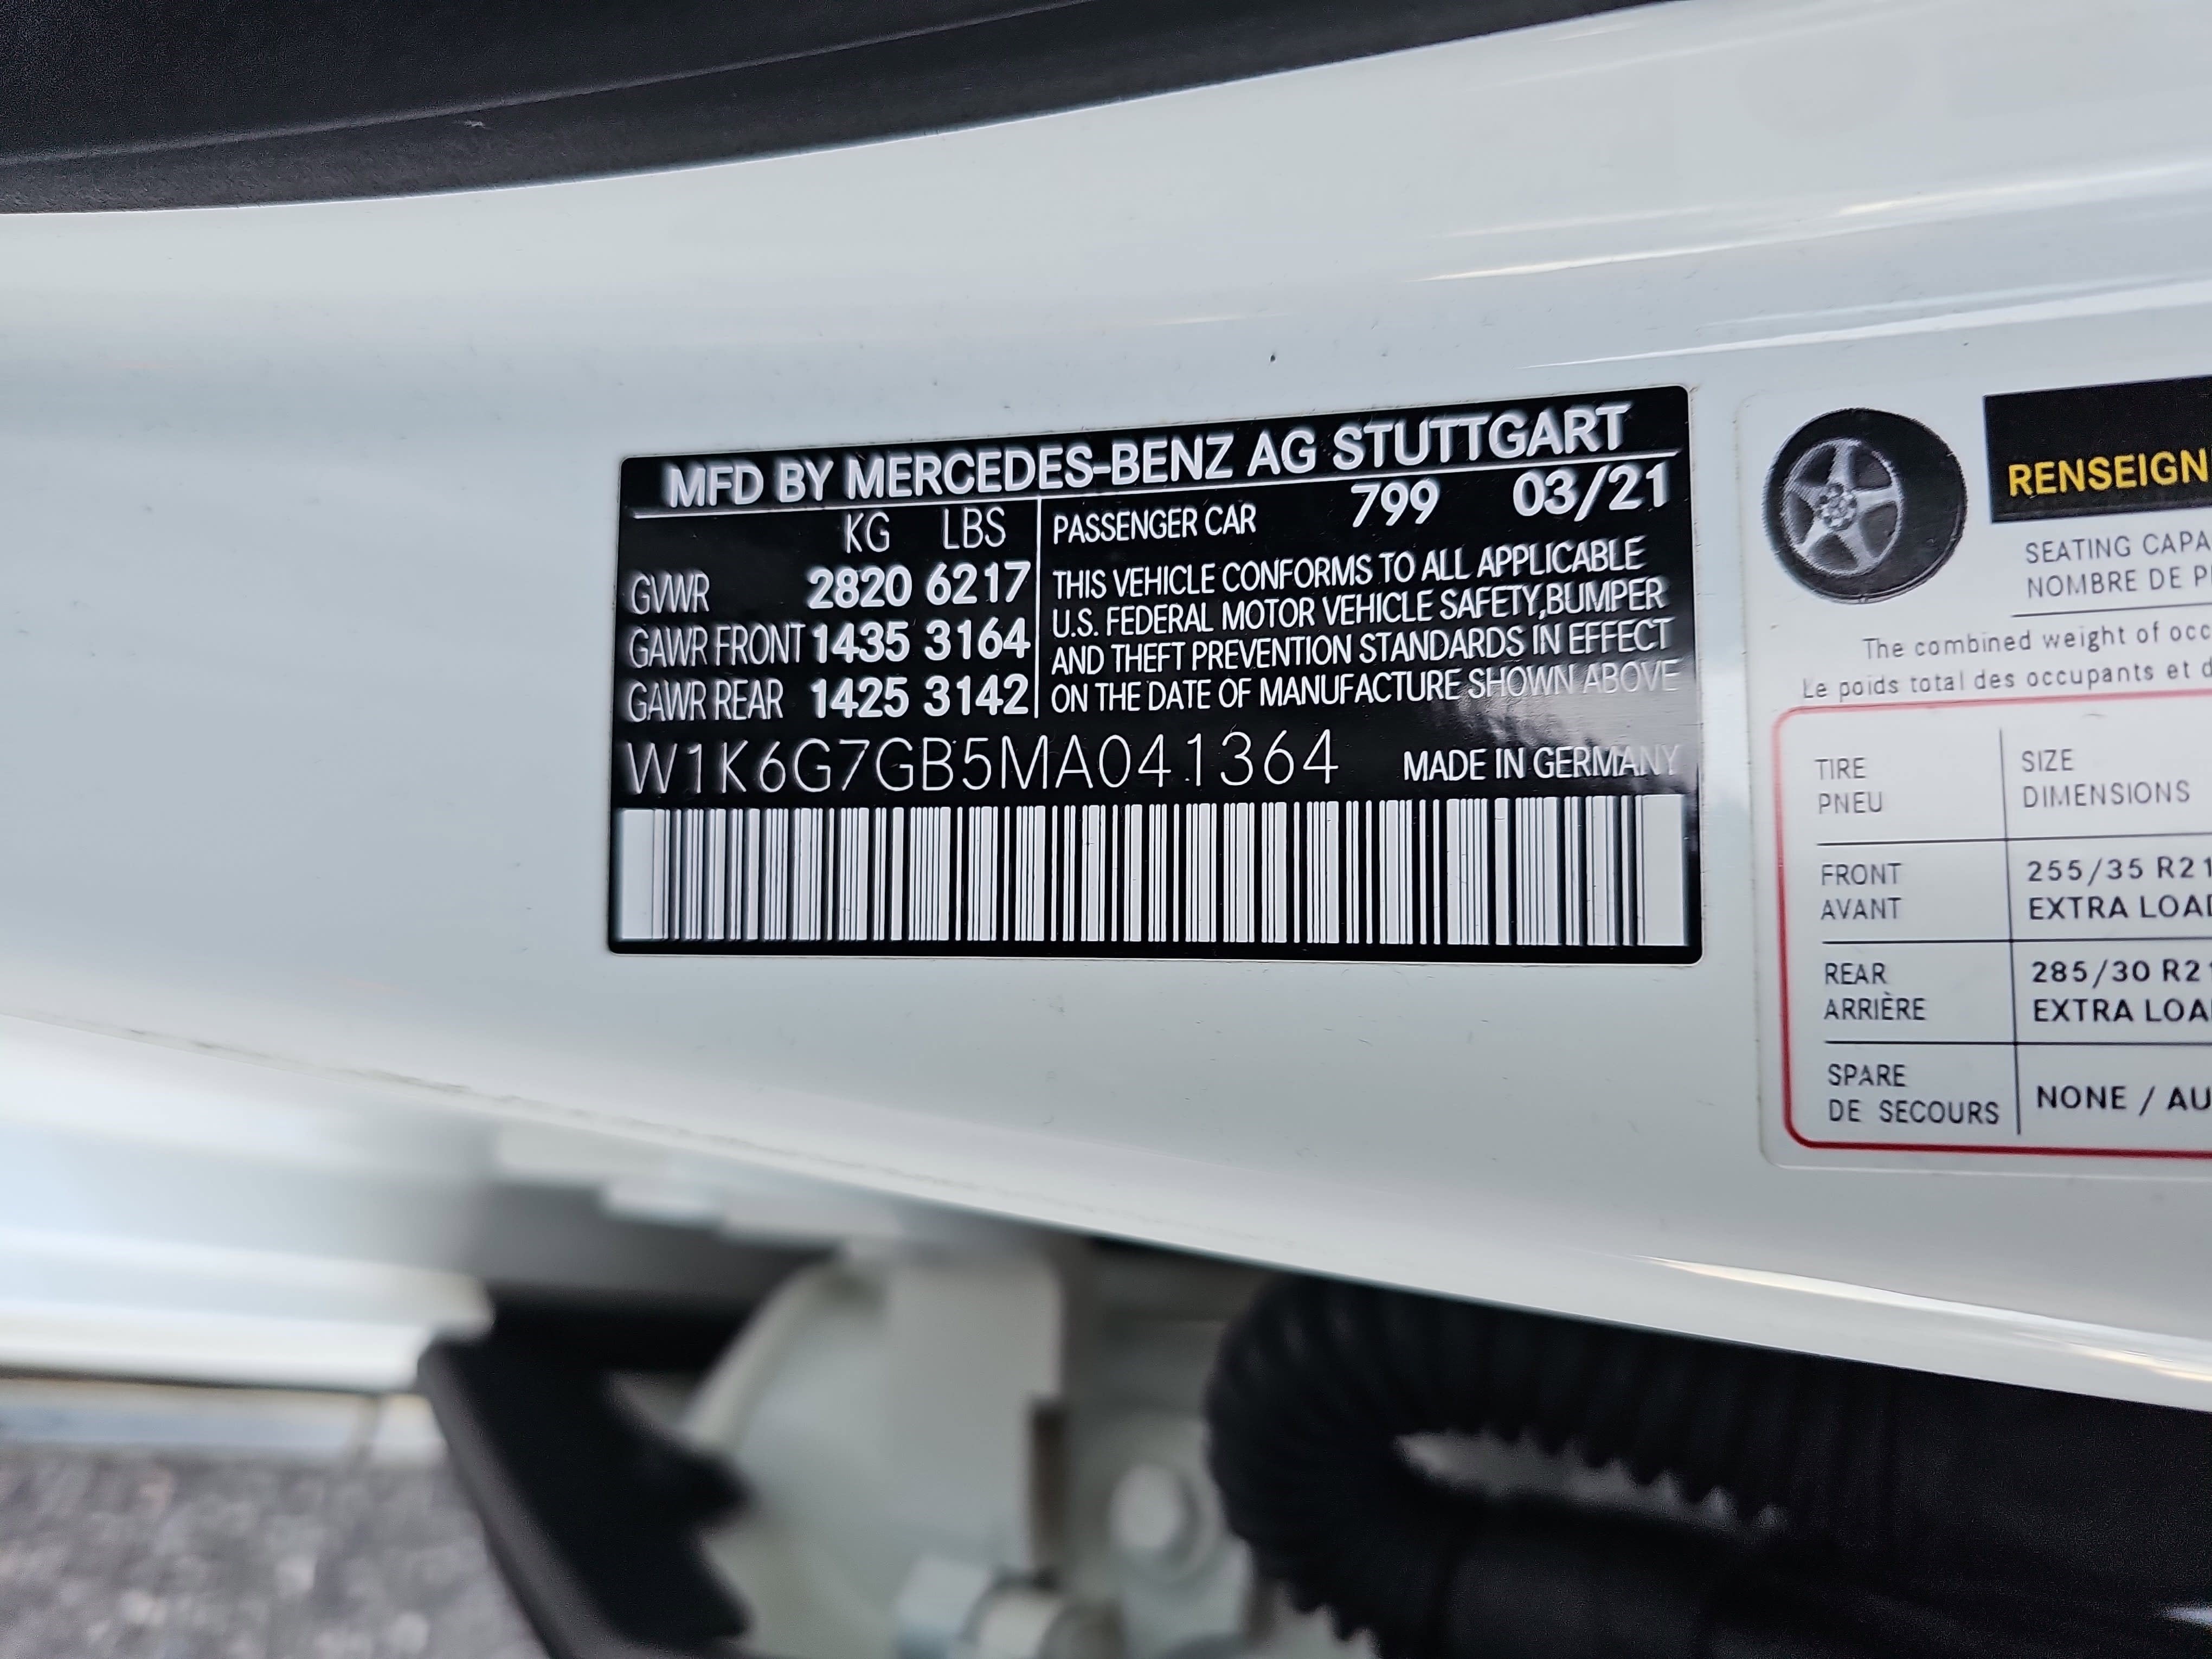 MFD BY MERCEDES-BENZ AG STUTTGART
KG LBS
GVWR 2820 6217
GAWR FRONT 1435 3164
GAWR REAR 1425 3142
PASSENGER CAR 799 03/21
THIS VEHICLE CONFORMS TO ALL APPLICABLE
U.S. FEDERAL MOTOR VEHICLE SAFETY,BUMPER
AND THEFT PREVENTION STANDARDS IN EFFECT
ON THE DATE OF MANUFACTURE SHOWN ABOVE
W1K6G7GB5MA041364 MADE IN GERMANY
RENSEIGN
SEATING CAPA
NOMBRE DE P
The combined weight of occ
Le poids total des occupants et d
TIRE
PNEU
SIZE
DIMENSIONS
FRONT
AVANT
255/35 R21
EXTRA LOAD
REAR
ARRIÈRE
285/30 R21
EXTRA LOA
SPARE
DE SECOURS
NONE / AU